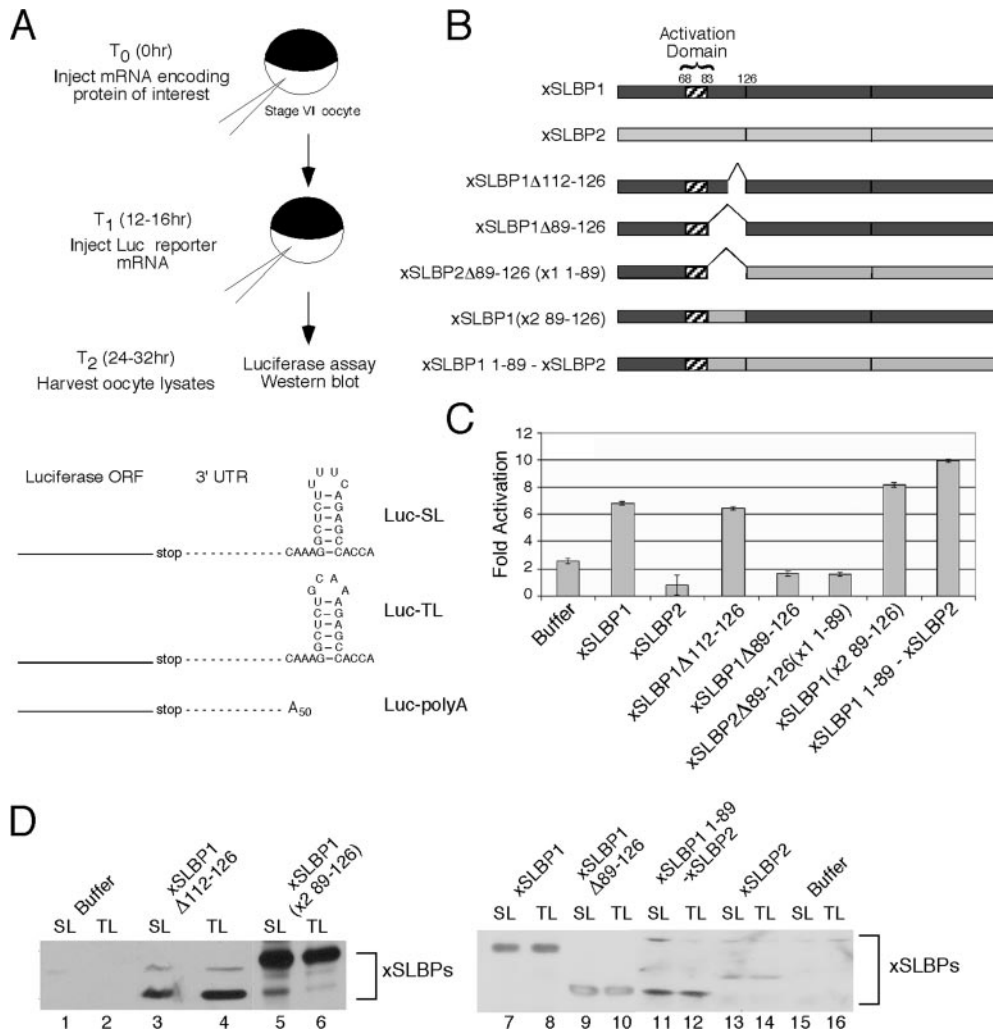 A
T0 (0hr)
Inject mRNA encoding
protein of interest
Stage VI oocyte
T1 (12-16hr)
Inject Luc reporter
mRNA
T2 (24-32hr)
Harvest oocyte lysates
Luciferase assay
Western blot
Luciferase ORF
3' UTR
stop
U U
U C
U A
U G
C A
U G
C A
G G
G C
CAAAG CACCA
Luc-SL
stop
C A
G A
U A
G
C A
U G
C A
G G
G C
CAAAG CACCA
Luc-TL
stop
A50
Luc-polyA
B
Activation
Domain
68 83 126
xSLBP1
xSLBP2
xSLBP1Δ112-126
xSLBP1Δ89-126
xSLBP2Δ89-126 (x1 1-89)
xSLBP1(x2 89-126)
xSLBP1 1-89 - xSLBP2
C
Fold Activation
12
10
8
6
4
2
0
Buffer
xSLBP1
xSLBP2
xSLBP1Δ112-126
xSLBP1Δ89-126
xSLBP2Δ89-126(x1 1-89)
xSLBP1(x2 89-126)
xSLBP1 1-89 - xSLBP2
D
Buffer
xSLBP1
Δ112-126
xSLBP1
(x2 89-126)
SL TL SL TL SL TL
xSLBPs
1 2 3 4 5 6
xSLBP1
xSLBP1
Δ89-126
xSLBP1 1-89
-xSLBP2
xSLBP2
Buffer
SL TL SL TL SL TL SL TL SL TL
xSLBPs
7 8 9 10 11 12 13 14 15 16